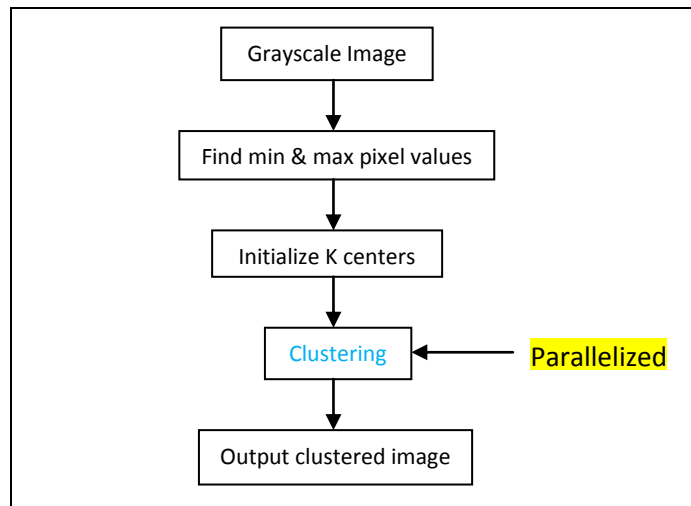 Grayscale Image
Find min & max pixel values
Initialize K centers
Clustering
Parallelized
Output clustered image